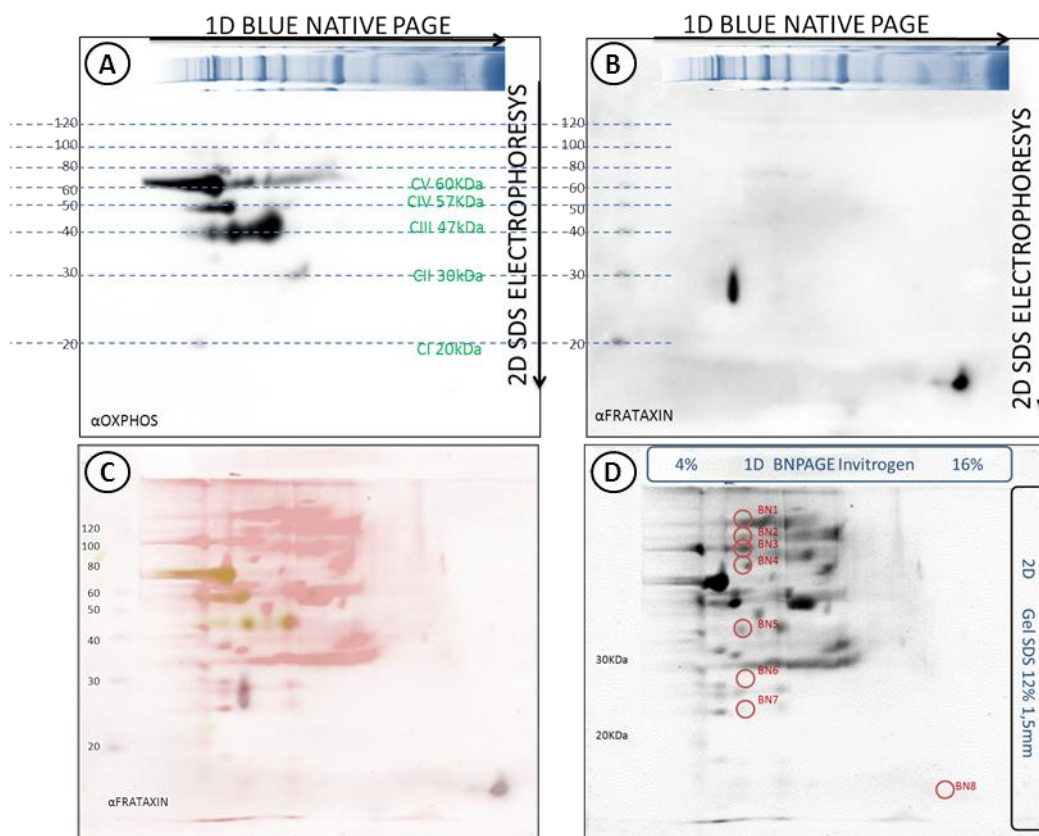 1D BLUE NATIVE PAGE
A
120
100
80
60
50
40
30
20
CV 60KDa
CIV 57KDa
CIII 47kDa
CII 30kDa
CI 20kDa
αOXPHOS
2D SDS ELECTROPHORESYS
1D BLUE NATIVE PAGE
B
120
100
80
60
50
40
30
20
αFRATAXIN
2D SDS ELECTROPHORESYS
C
120
100
80
60
50
40
30
20
αFRATAXIN
D
4% 1D BNPAGE Invitrogen 16%
BN1
BN2
BN3
BN4
BN5
BN6
BN7
BN8
30KDa
20KDa
2D Gel SDS 12% 1,5mm